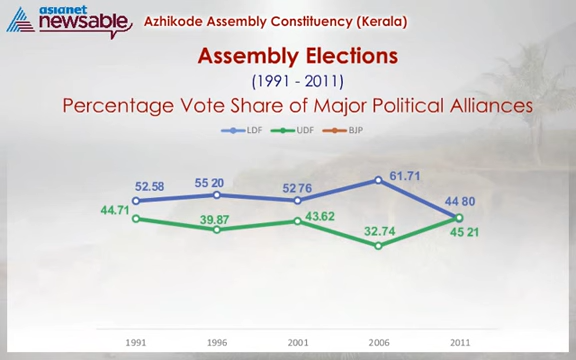 asianet
newsable
Azhikode Assembly Constituency (Kerala)
Assembly Elections
(1991 - 2011)
Percentage Vote Share of Major Political Alliances
LDF UDF BJP
61.71
52.58 55 20 52 76 44 80
44.71 39.87 43.62 32.74 45 21
1991 1996 2001 2006 2011